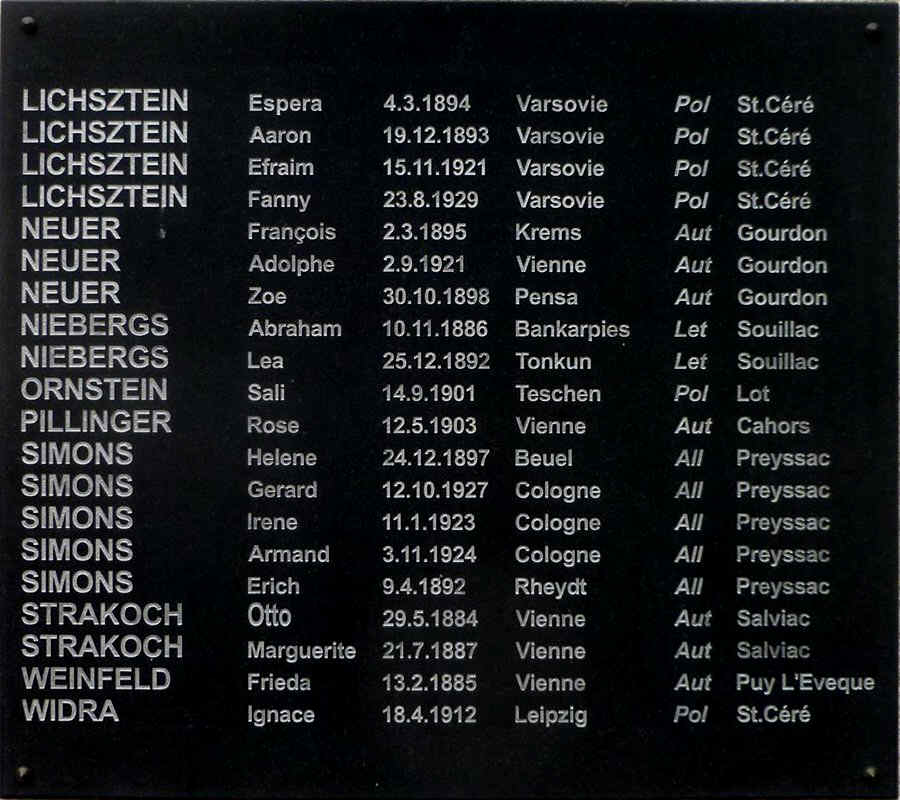 LICHSZTEIN Espera 4.3.1894 Varsovie Pol St.Céré
LICHSZTEIN Aaron 19.12.1893 Varsovie Pol St.Céré
LICHSZTEIN Efraim 15.11.1921 Varsovie Pol St.Céré
LICHSZTEIN Fanny 23.8.1929 Varsovie Pol St.Céré
NEUER François 2.3.1895 Krems Aut Gourdon
NEUER Adolphe 2.9.1921 Vienne Aut Gourdon
NEUER Zoe 30.10.1898 Pensa Aut Gourdon
NIEBERGS Abraham 10.11.1886 Bankarpies Let Souillac
NIEBERGS Lea 25.12.1892 Tonkun Let Souillac
ORNSTEIN Sali 14.9.1901 Teschen Pol Lot
PILLINGER Rose 12.5.1903 Vienne Aut Cahors
SIMONS Helene 24.12.1897 Beuel All Preyssac
SIMONS Gerard 12.10.1927 Cologne All Preyssac
SIMONS Irene 11.1.1923 Cologne All Preyssac
SIMONS Armand 3.11.1924 Cologne All Preyssac
SIMONS Erich 9.4.1892 Rheydt All Preyssac
STRAKOCH Otto 29.5.1884 Vienne Aut Salviac
STRAKOCH Marguerite 21.7.1887 Vienne Aut Salviac
WEINFELD Frieda 13.2.1885 Vienne Aut Puy L'Eveque
WIDRA Ignace 18.4.1912 Leipzig Pol St.Céré